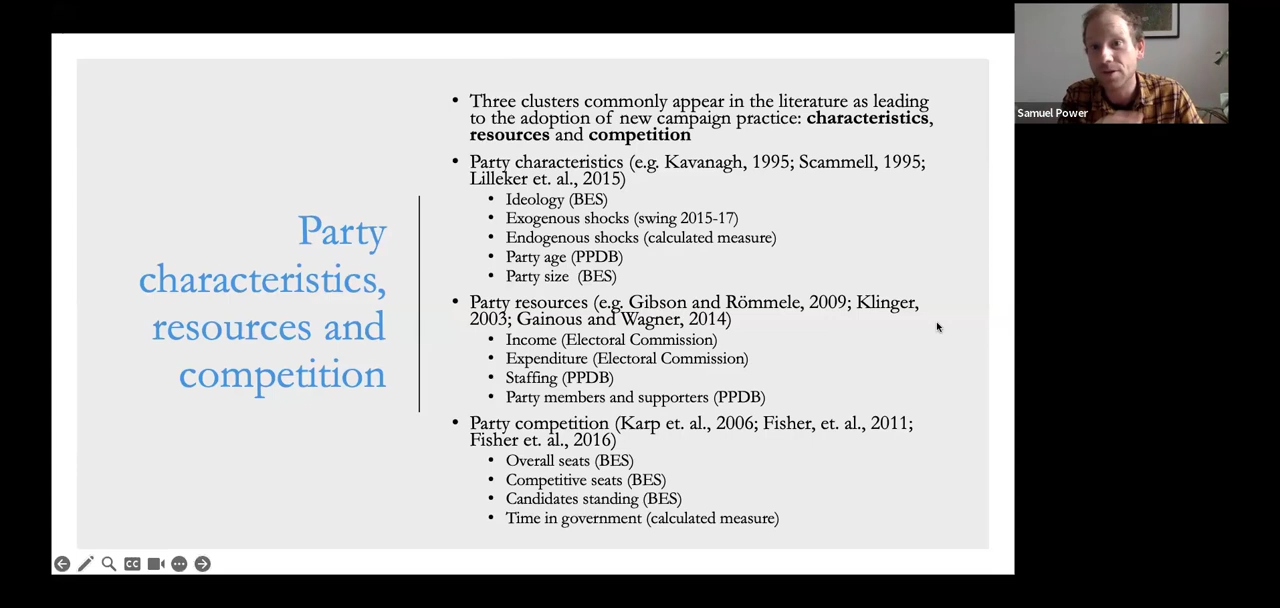 Party
characteristics,
resources and
competition
• Three clusters commonly appear in the literature as leading
to the adoption of new campaign practice: characteristics,
resources and competition
• Party characteristics (e.g. Kavanagh, 1995; Scammell, 1995;
Lilleker et. al., 2015)
• Ideology (BES)
• Exogenous shocks (swing 2015-17)
• Endogenous shocks (calculated measure)
• Party age (PPDB)
• Party size (BES)
• Party resources (e.g. Gibson and Römmele, 2009; Klinger,
2003; Gainous and Wagner, 2014)
• Income (Electoral Commission)
• Expenditure (Electoral Commission)
• Staffing (PPDB)
• Party members and supporters (PPDB)
• Party competition (Karp et. al., 2006; Fisher, et. al., 2011;
Fisher et. al., 2016)
• Overall seats (BES)
• Competitive seats (BES)
• Candidates standing (BES)
• Time in government (calculated measure)
CC
Samuel Power